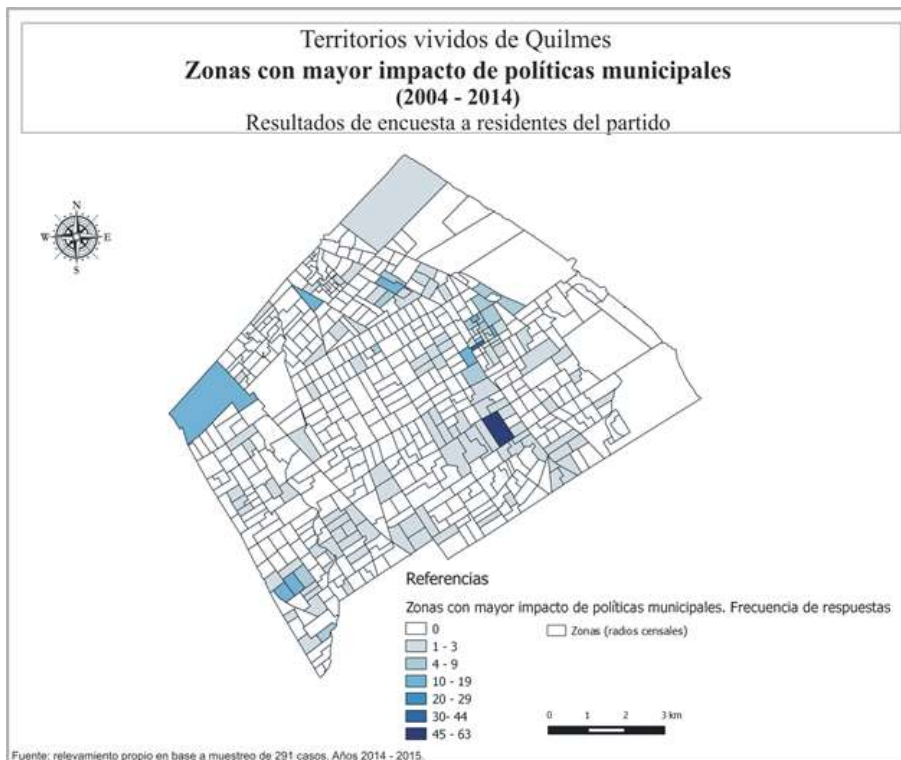 Territorios vividos de Quilmes
Zonas con mayor impacto de políticas municipales
(2004 - 2014)
Resultados de encuesta a residentes del partido
N
W
E
S
Referencias
Zonas con mayor impacto de políticas municipales. Frecuencia de respuestas
0
Zonas (radios censales)
1 - 3
4 - 9
10 - 19
20 - 29
30- 44
45 - 63
0 1 2 3 km
Fuente: relevamiento propio en base a muestreo de 291 casos. Años 2014 - 2015.